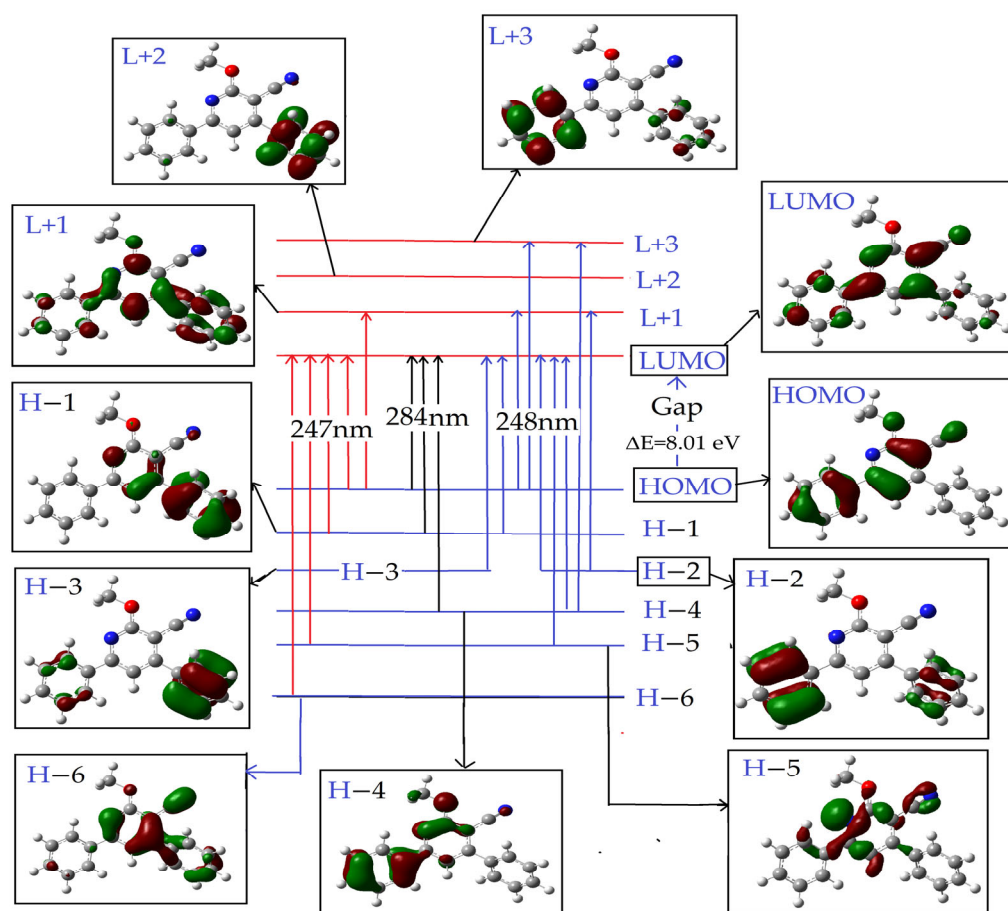 L+2
L+3
L+1
LUMO
L+3
L+2
L+1
LUMO
H−1
HOMO
247nm
284nm
248nm
Gap
ΔE=8.01 eV
HOMO
H−1
H−3
H−2
H−3
H−2
H−4
H−5
H−6
H−6
H−4
H−5